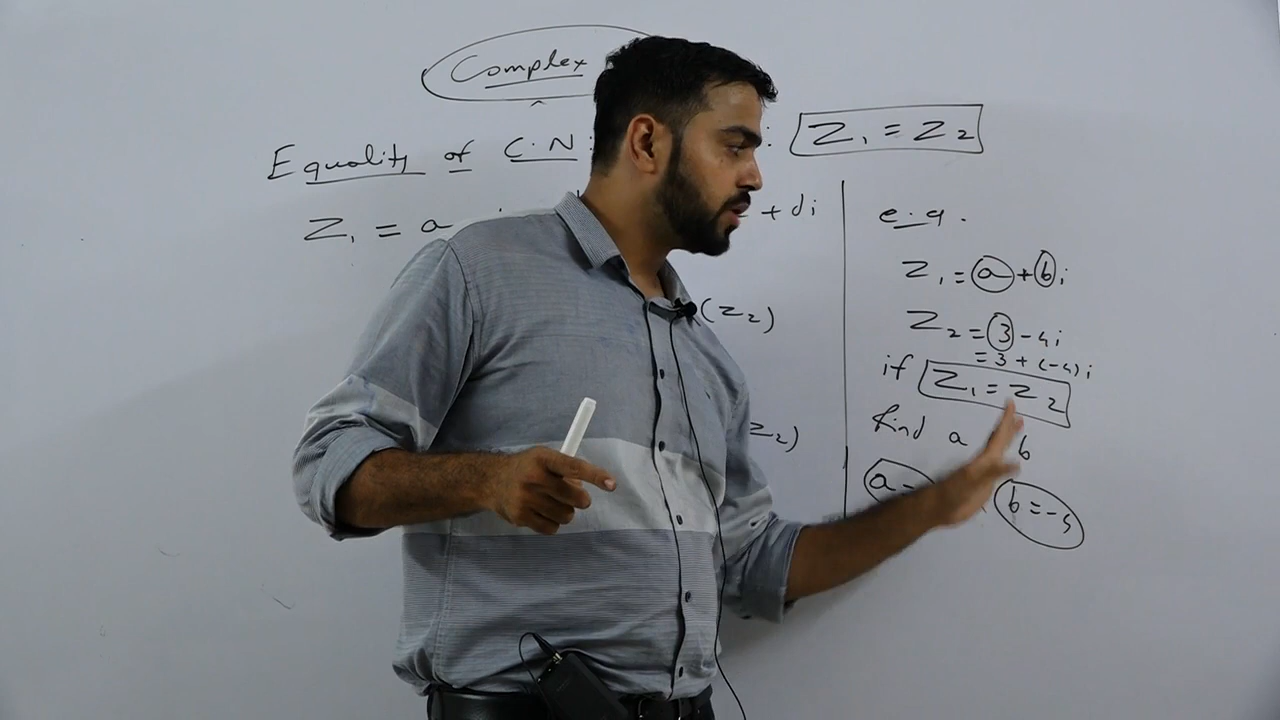 Complex
Equality of C.N : Z₁ = Z₂
Z₁ = a + di
(Z₂)
Z₂)
e.g.
Z₁ = a + bi
Z₂ = 3 - 4i
= 3 + (-4)i
if Z₁ = Z₂
find a b
a = b = -4